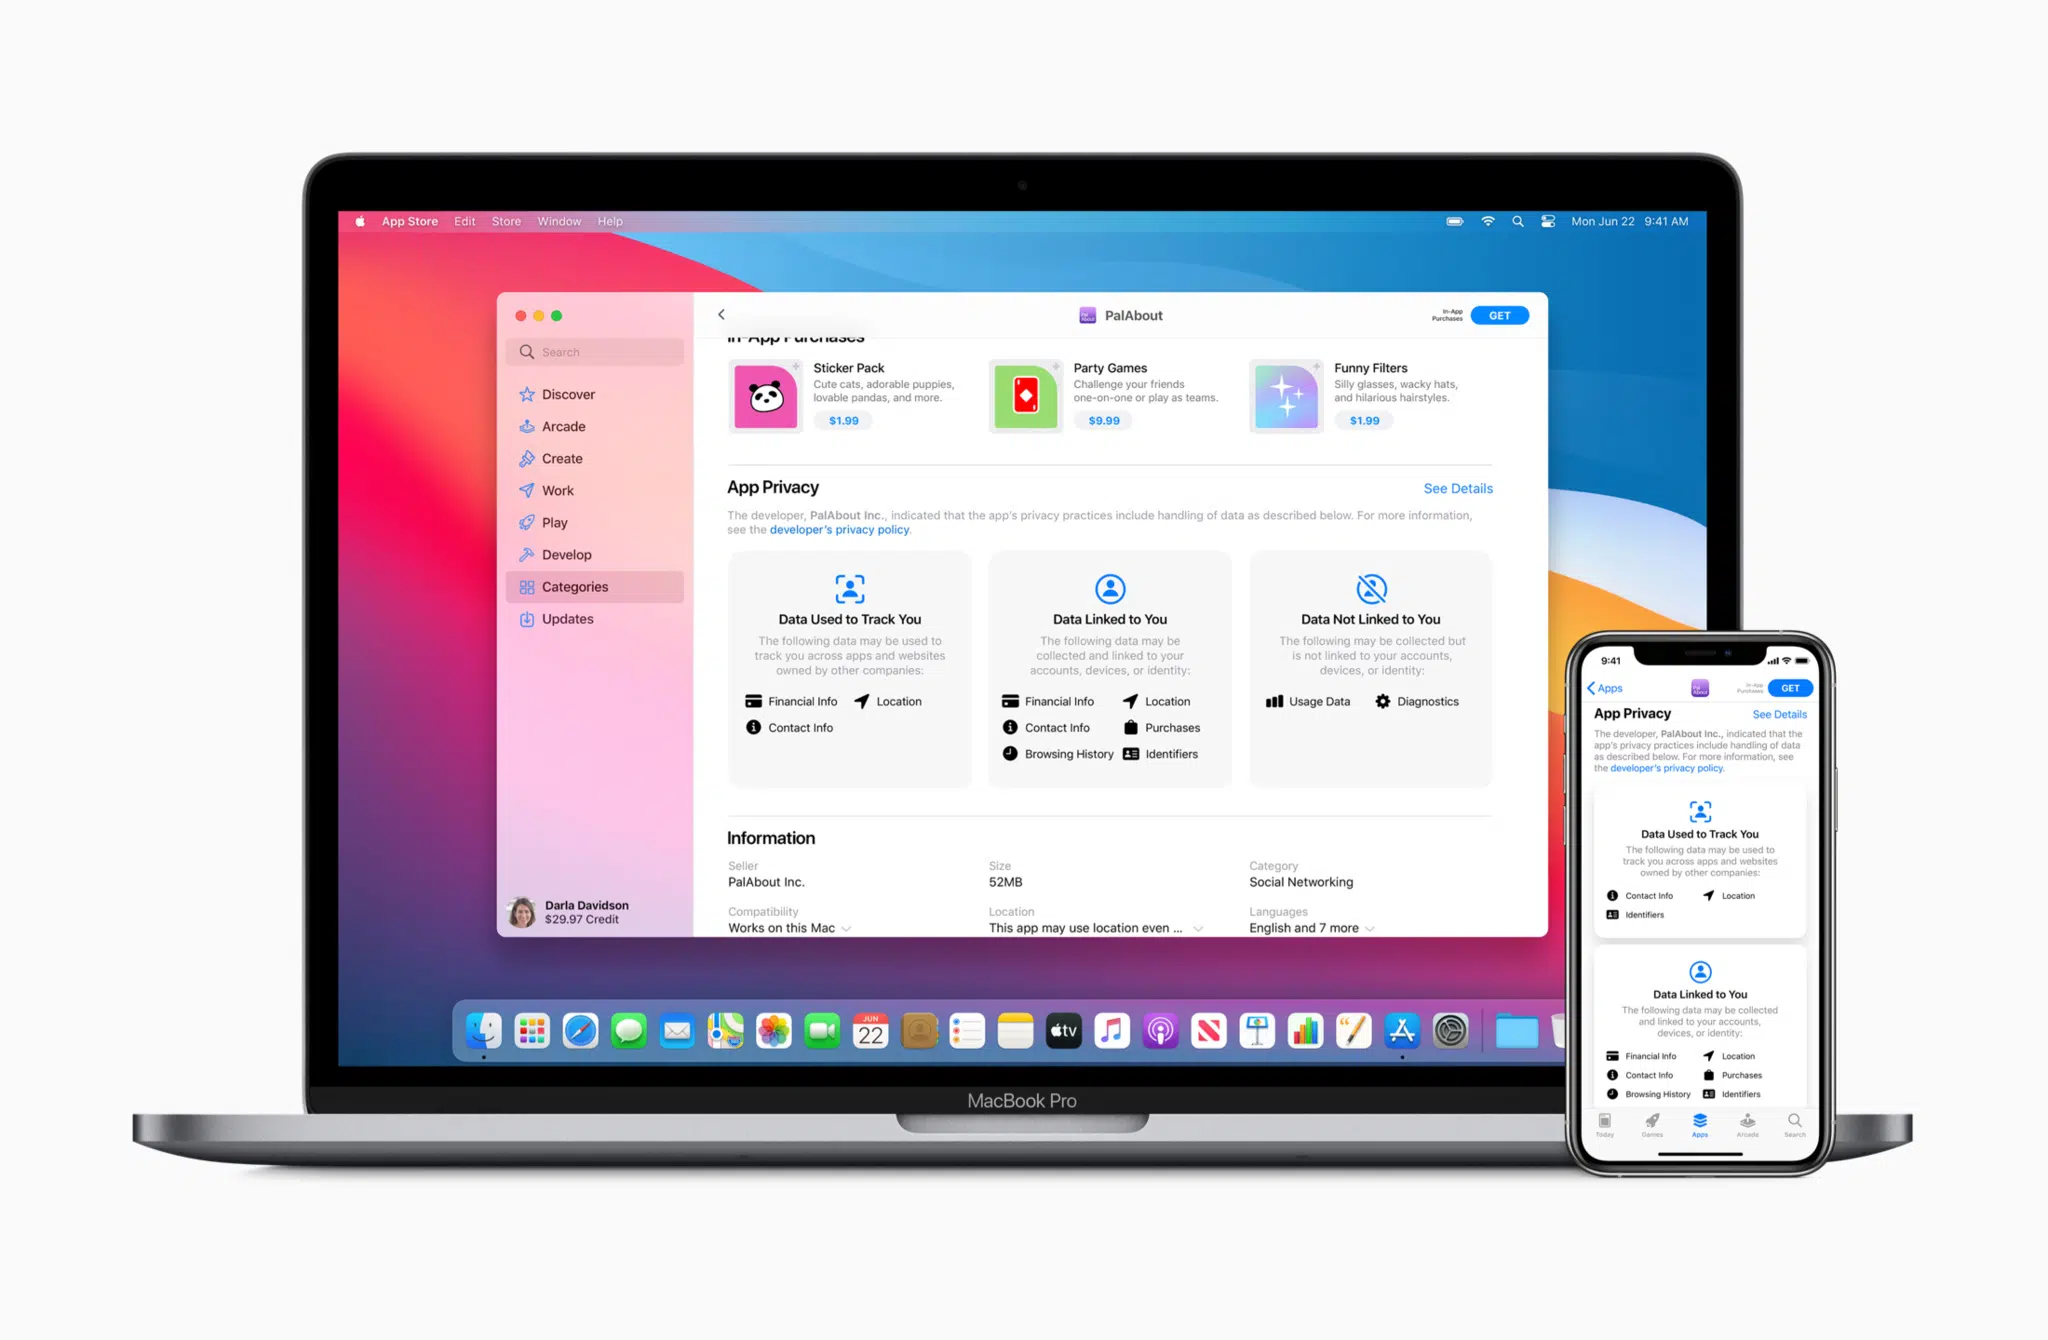 App Store Edit Store Window Help
Mon Jun 22 9:41 AM
Search
Discover
Arcade
Create
Work
Play
Develop
Categories
Updates
Darla Davidson
$29.97 Credit
PalAbout
In-App
Purchases
GET
In-App Purchases
Sticker Pack
Cute cats, adorable puppies,
lovable pandas, and more.
$1.99
Party Games
Challenge your friends
one-on-one or play as teams.
$9.99
Funny Filters
Silly glasses, wacky hats,
and hilarious hairstyles.
$1.99
App Privacy
See Details
The developer, PalAbout Inc., indicated that the app's privacy practices include handling of data as described below. For more information,
see the developer's privacy policy.
Data Used to Track You
The following data may be used to
track you across apps and websites
owned by other companies:
Financial Info Location
Contact Info
Data Linked to You
The following data may be
collected and linked to your
accounts, devices, or identity:
Financial Info Location
Contact Info Purchases
Browsing History Identifiers
Data Not Linked to You
The following may be collected but
is not linked to your accounts,
devices, or identity:
Usage Data Diagnostics
Information
Seller
PalAbout Inc.
Size
52MB
Category
Social Networking
Compatibility
Works on this Mac
Location
This app may use location even ...
Languages
English and 7 more
JUN
22
tv
MacBook Pro
9:41
Apps
Pal
About
In-App
Purchases
GET
App Privacy
See Details
The developer, PalAbout Inc., indicated that the
app's privacy practices include handling of data
as described below. For more information, see
the developer's privacy policy.
Data Used to Track You
The following data may be used to
track you across apps and websites
owned by other companies:
Contact Info Location
Identifiers
Data Linked to You
The following data may be collected
and linked to your accounts,
devices, or identity:
Financial Info Location
Contact Info Purchases
Browsing History Identifiers
Today Games Apps Arcade Search